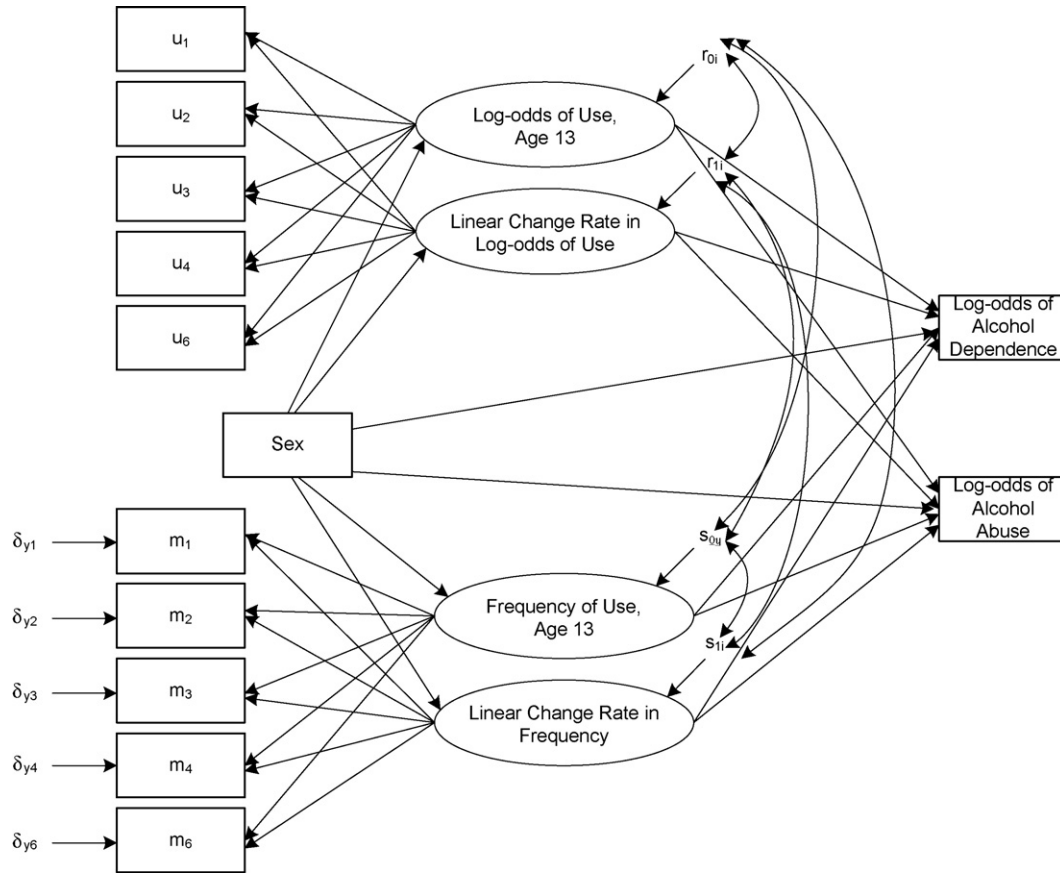 u₁
u₂
u₃
u₄
u₆
Log-odds of Use,
Age 13
Linear Change Rate in
Log-odds of Use
r₀ᵢ
r₁ᵢ
Sex
Log-odds of
Alcohol
Dependence
Log-odds of
Alcohol
Abuse
δy1
m₁
δy2
m₂
δy3
m₃
δy4
m₄
δy6
m₆
Frequency of Use,
Age 13
Linear Change Rate in
Frequency
s₁ᵢ